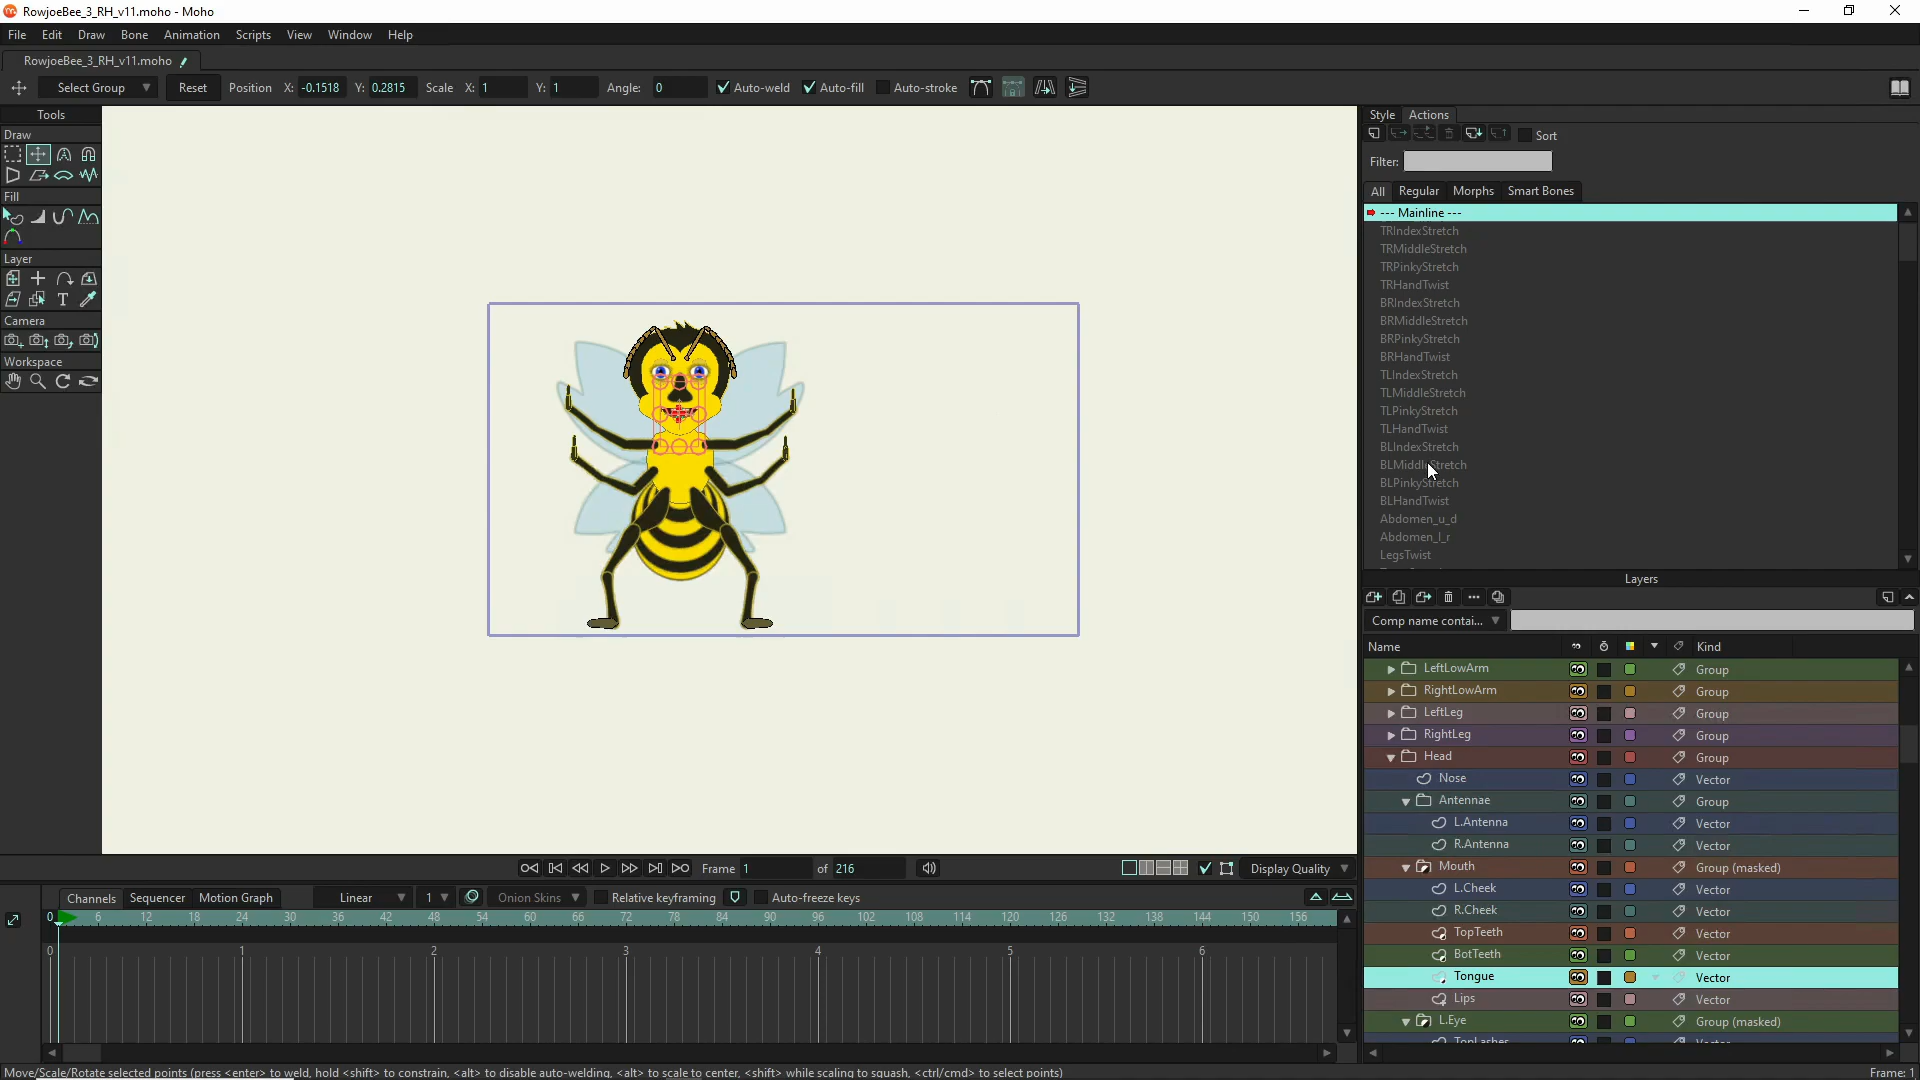 RowjoeBee_3_RH_v11.moho - Moho
File Edit Draw Bone Animation Scripts View Window Help
RowjoeBee_3_RH_v11.moho
Select Group Reset Position X: -0.1518 Y: 0.2815 Scale X: 1 Y: 1 Angle: 0 Auto-weld Auto-fill Auto-stroke
Tools
Draw
Fill
Layer
T
Camera
Workspace
Style Actions
Sort
Filter:
All Regular Morphs Smart Bones
--- Mainline ---
TRIndexStretch
TRMiddleStretch
TRPinkyStretch
TRHandTwist
BRIndexStretch
BRMiddleStretch
BRPinkyStretch
BRHandTwist
TLIndexStretch
TLMiddleStretch
TLPinkyStretch
TLHandTwist
BLIndexStretch
BLMiddleStretch
BLPinkyStretch
BLHandTwist
Abdomen_u_d
Abdomen_l_r
LegsTwist
Layers
Comp name contai...
Name Kind
LeftLowArm Group
RightLowArm Group
LeftLeg Group
RightLeg Group
Head Group
Nose Vector
Antennae Group
L.Antenna Vector
R.Antenna Vector
Mouth Group (masked)
L.Cheek Vector
R.Cheek Vector
TopTeeth Vector
BotTeeth Vector
Tongue Vector
Lips Vector
L.Eye Group (masked)
TopLashes Vector
Frame 1 of 216 Display Quality
Channels Sequencer Motion Graph Linear 1 Onion Skins Relative keyframing Auto-freeze keys
0 6 12 18 24 30 36 42 48 54 60 66 72 78 84 90 96 102 108 114 120 126 132 138 144 150 156
0 1 2 3 4 5 6
Move/Scale/Rotate selected points (press <enter> to weld, hold <shift> to constrain, <alt> to disable auto-welding, <alt> to scale to center, <shift> while scaling to squash, <ctrl/cmd> to select points) Frame: 1